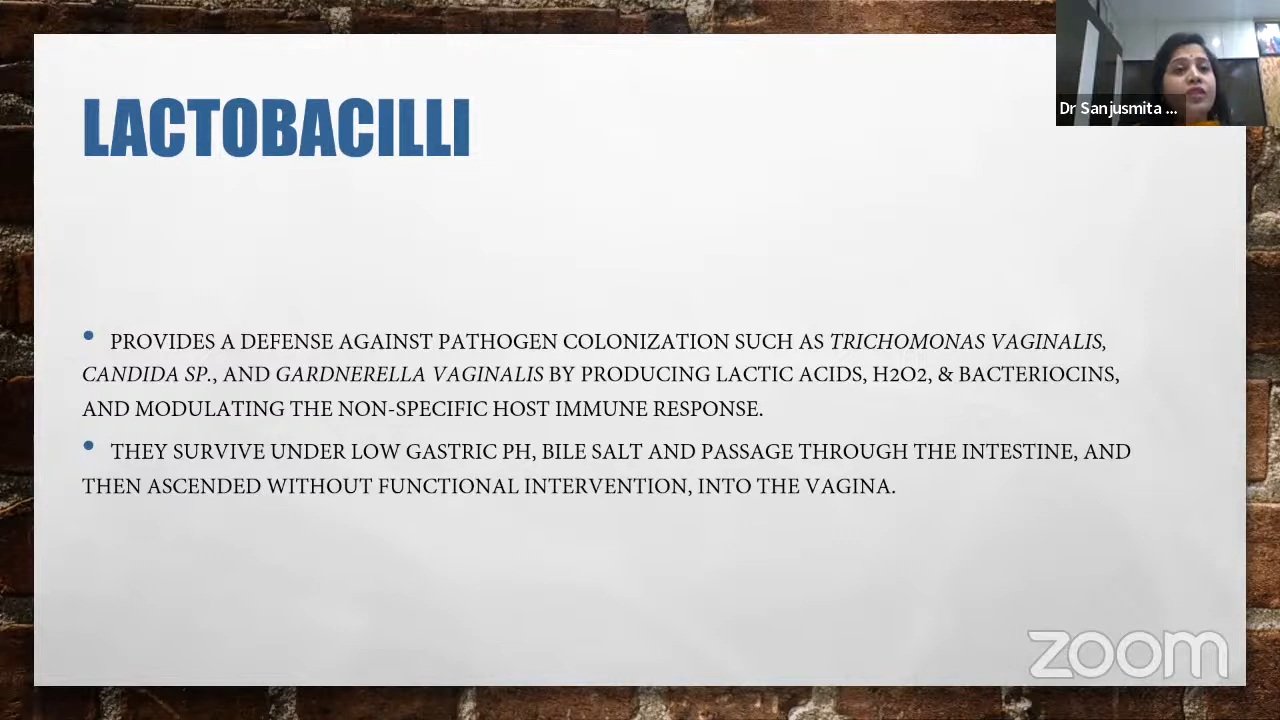 LACTOBACILLI
Dr Sanjusmita ...
• PROVIDES A DEFENSE AGAINST PATHOGEN COLONIZATION SUCH AS TRICHOMONAS VAGINALIS,
CANDIDA SP., AND GARDNERELLA VAGINALIS BY PRODUCING LACTIC ACIDS, H2O2, & BACTERIOCINS,
AND MODULATING THE NON-SPECIFIC HOST IMMUNE RESPONSE.
• THEY SURVIVE UNDER LOW GASTRIC PH, BILE SALT AND PASSAGE THROUGH THE INTESTINE, AND
THEN ASCENDED WITHOUT FUNCTIONAL INTERVENTION, INTO THE VAGINA.
zoom